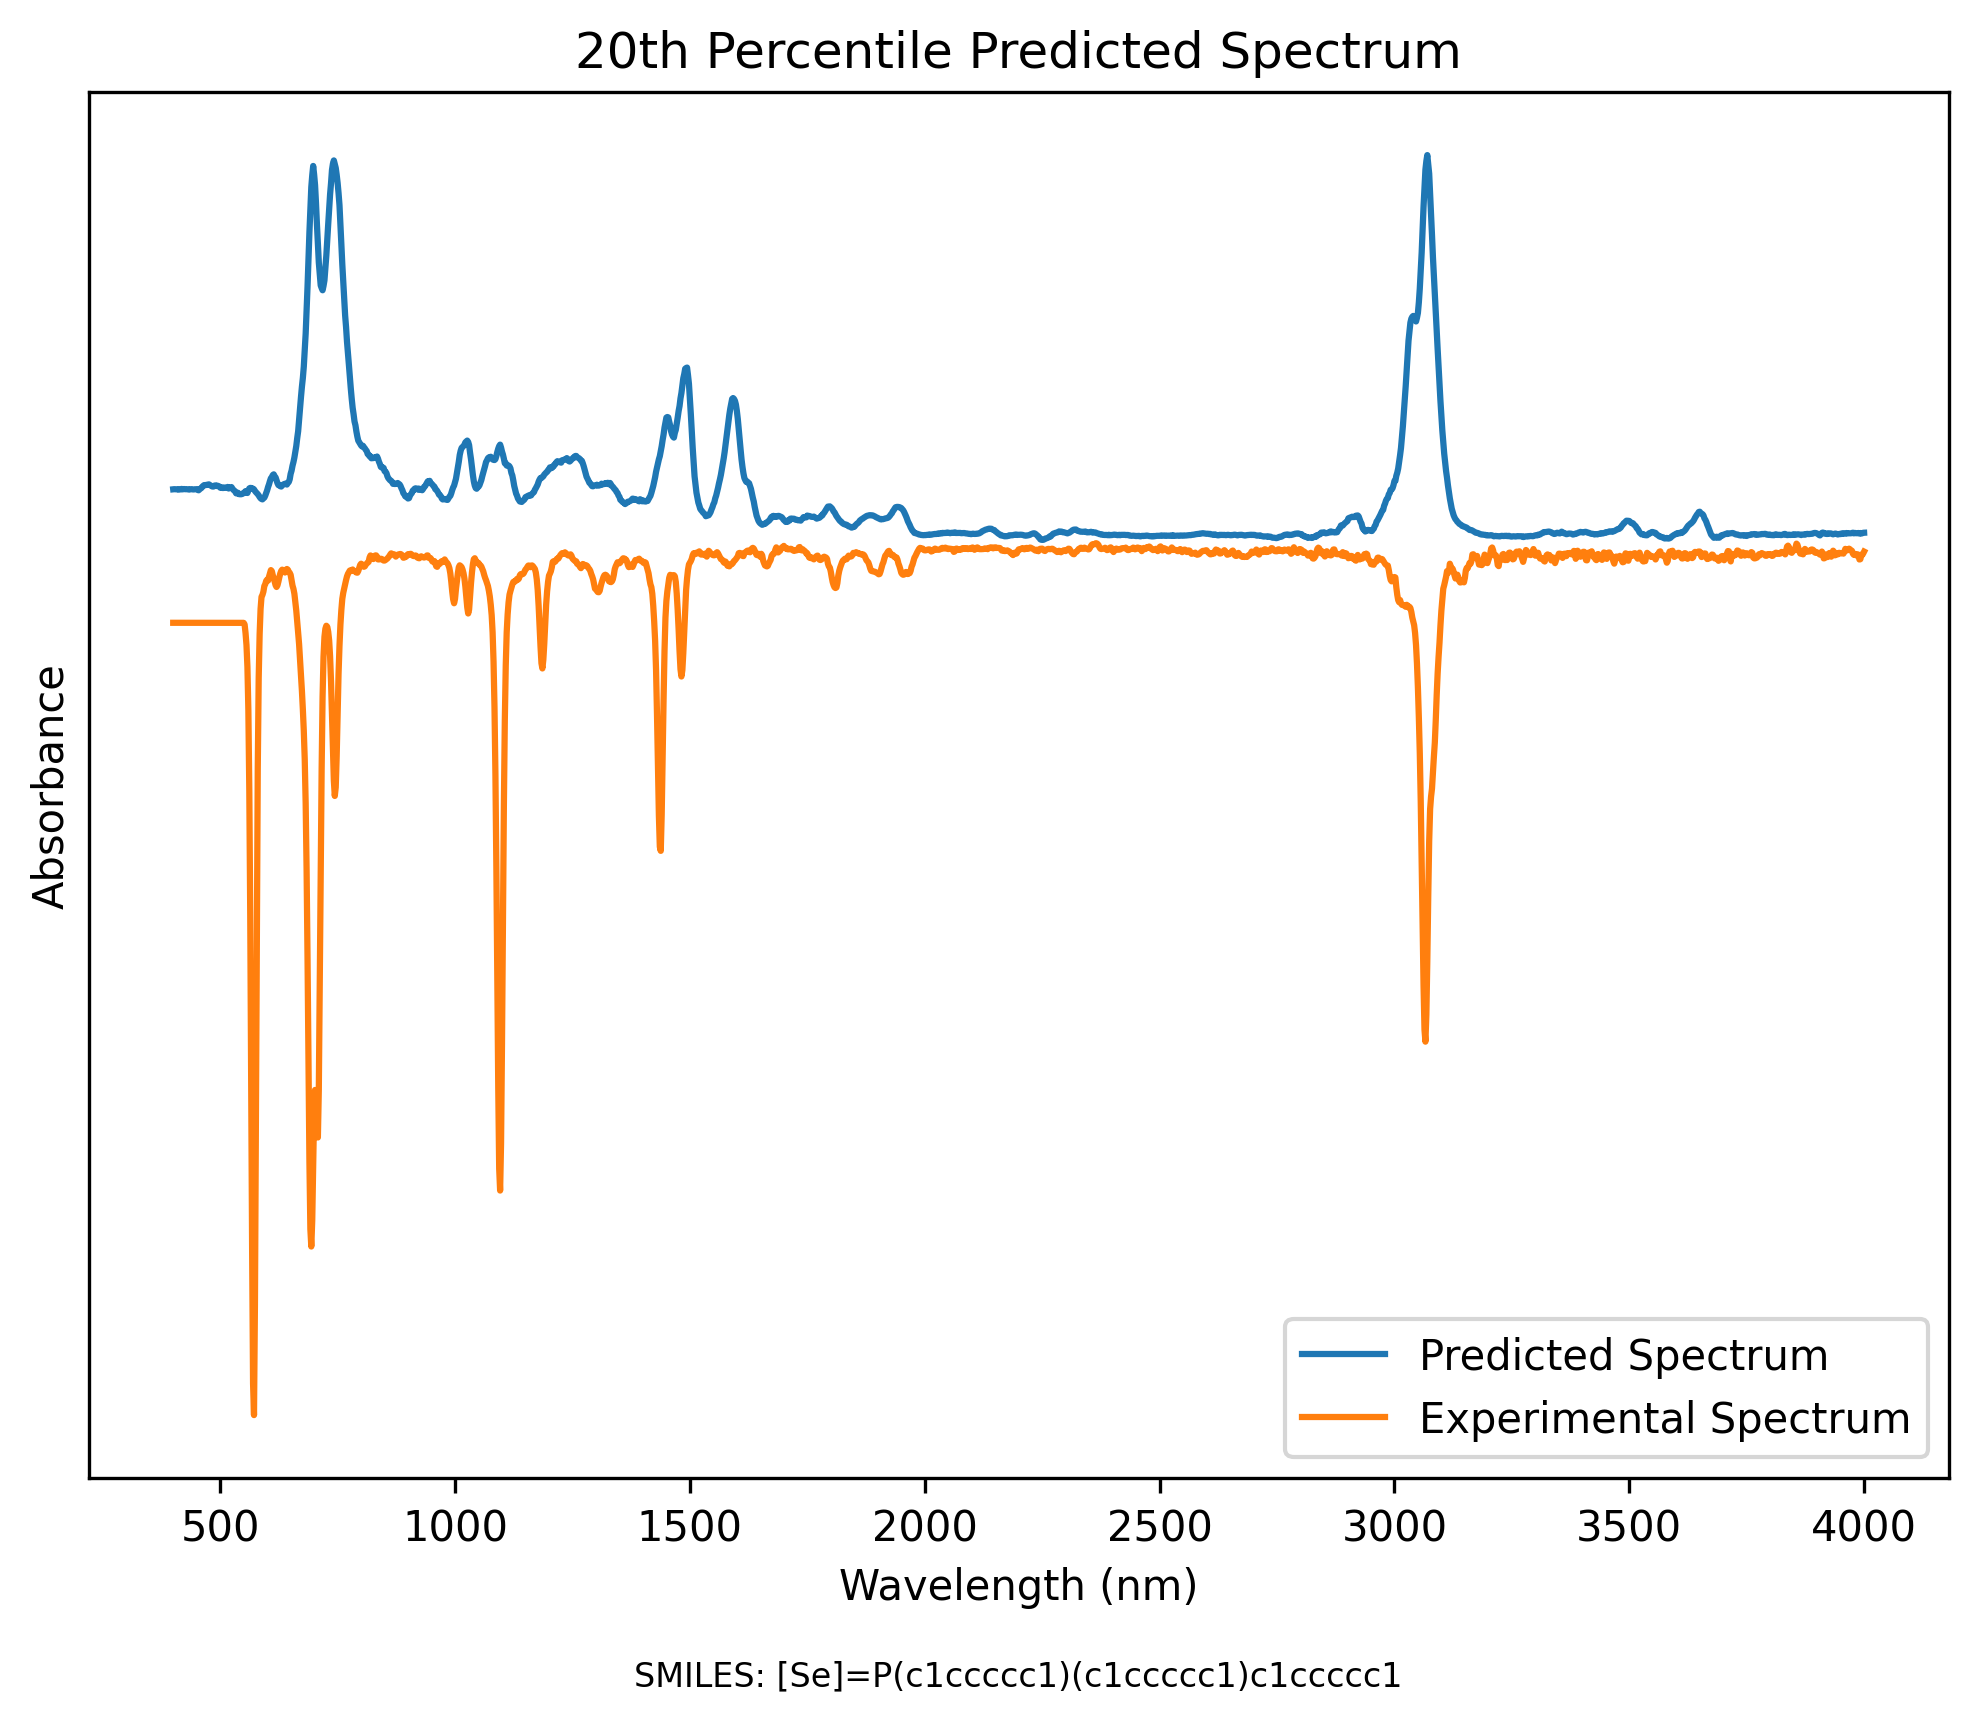 20th Percentile Predicted Spectrum
Absorbance
Predicted Spectrum
Experimental Spectrum
500 1000 1500 2000 2500 3000 3500 4000
Wavelength (nm)
SMILES: [Se]=P(c1ccccc1)(c1ccccc1)c1ccccc1